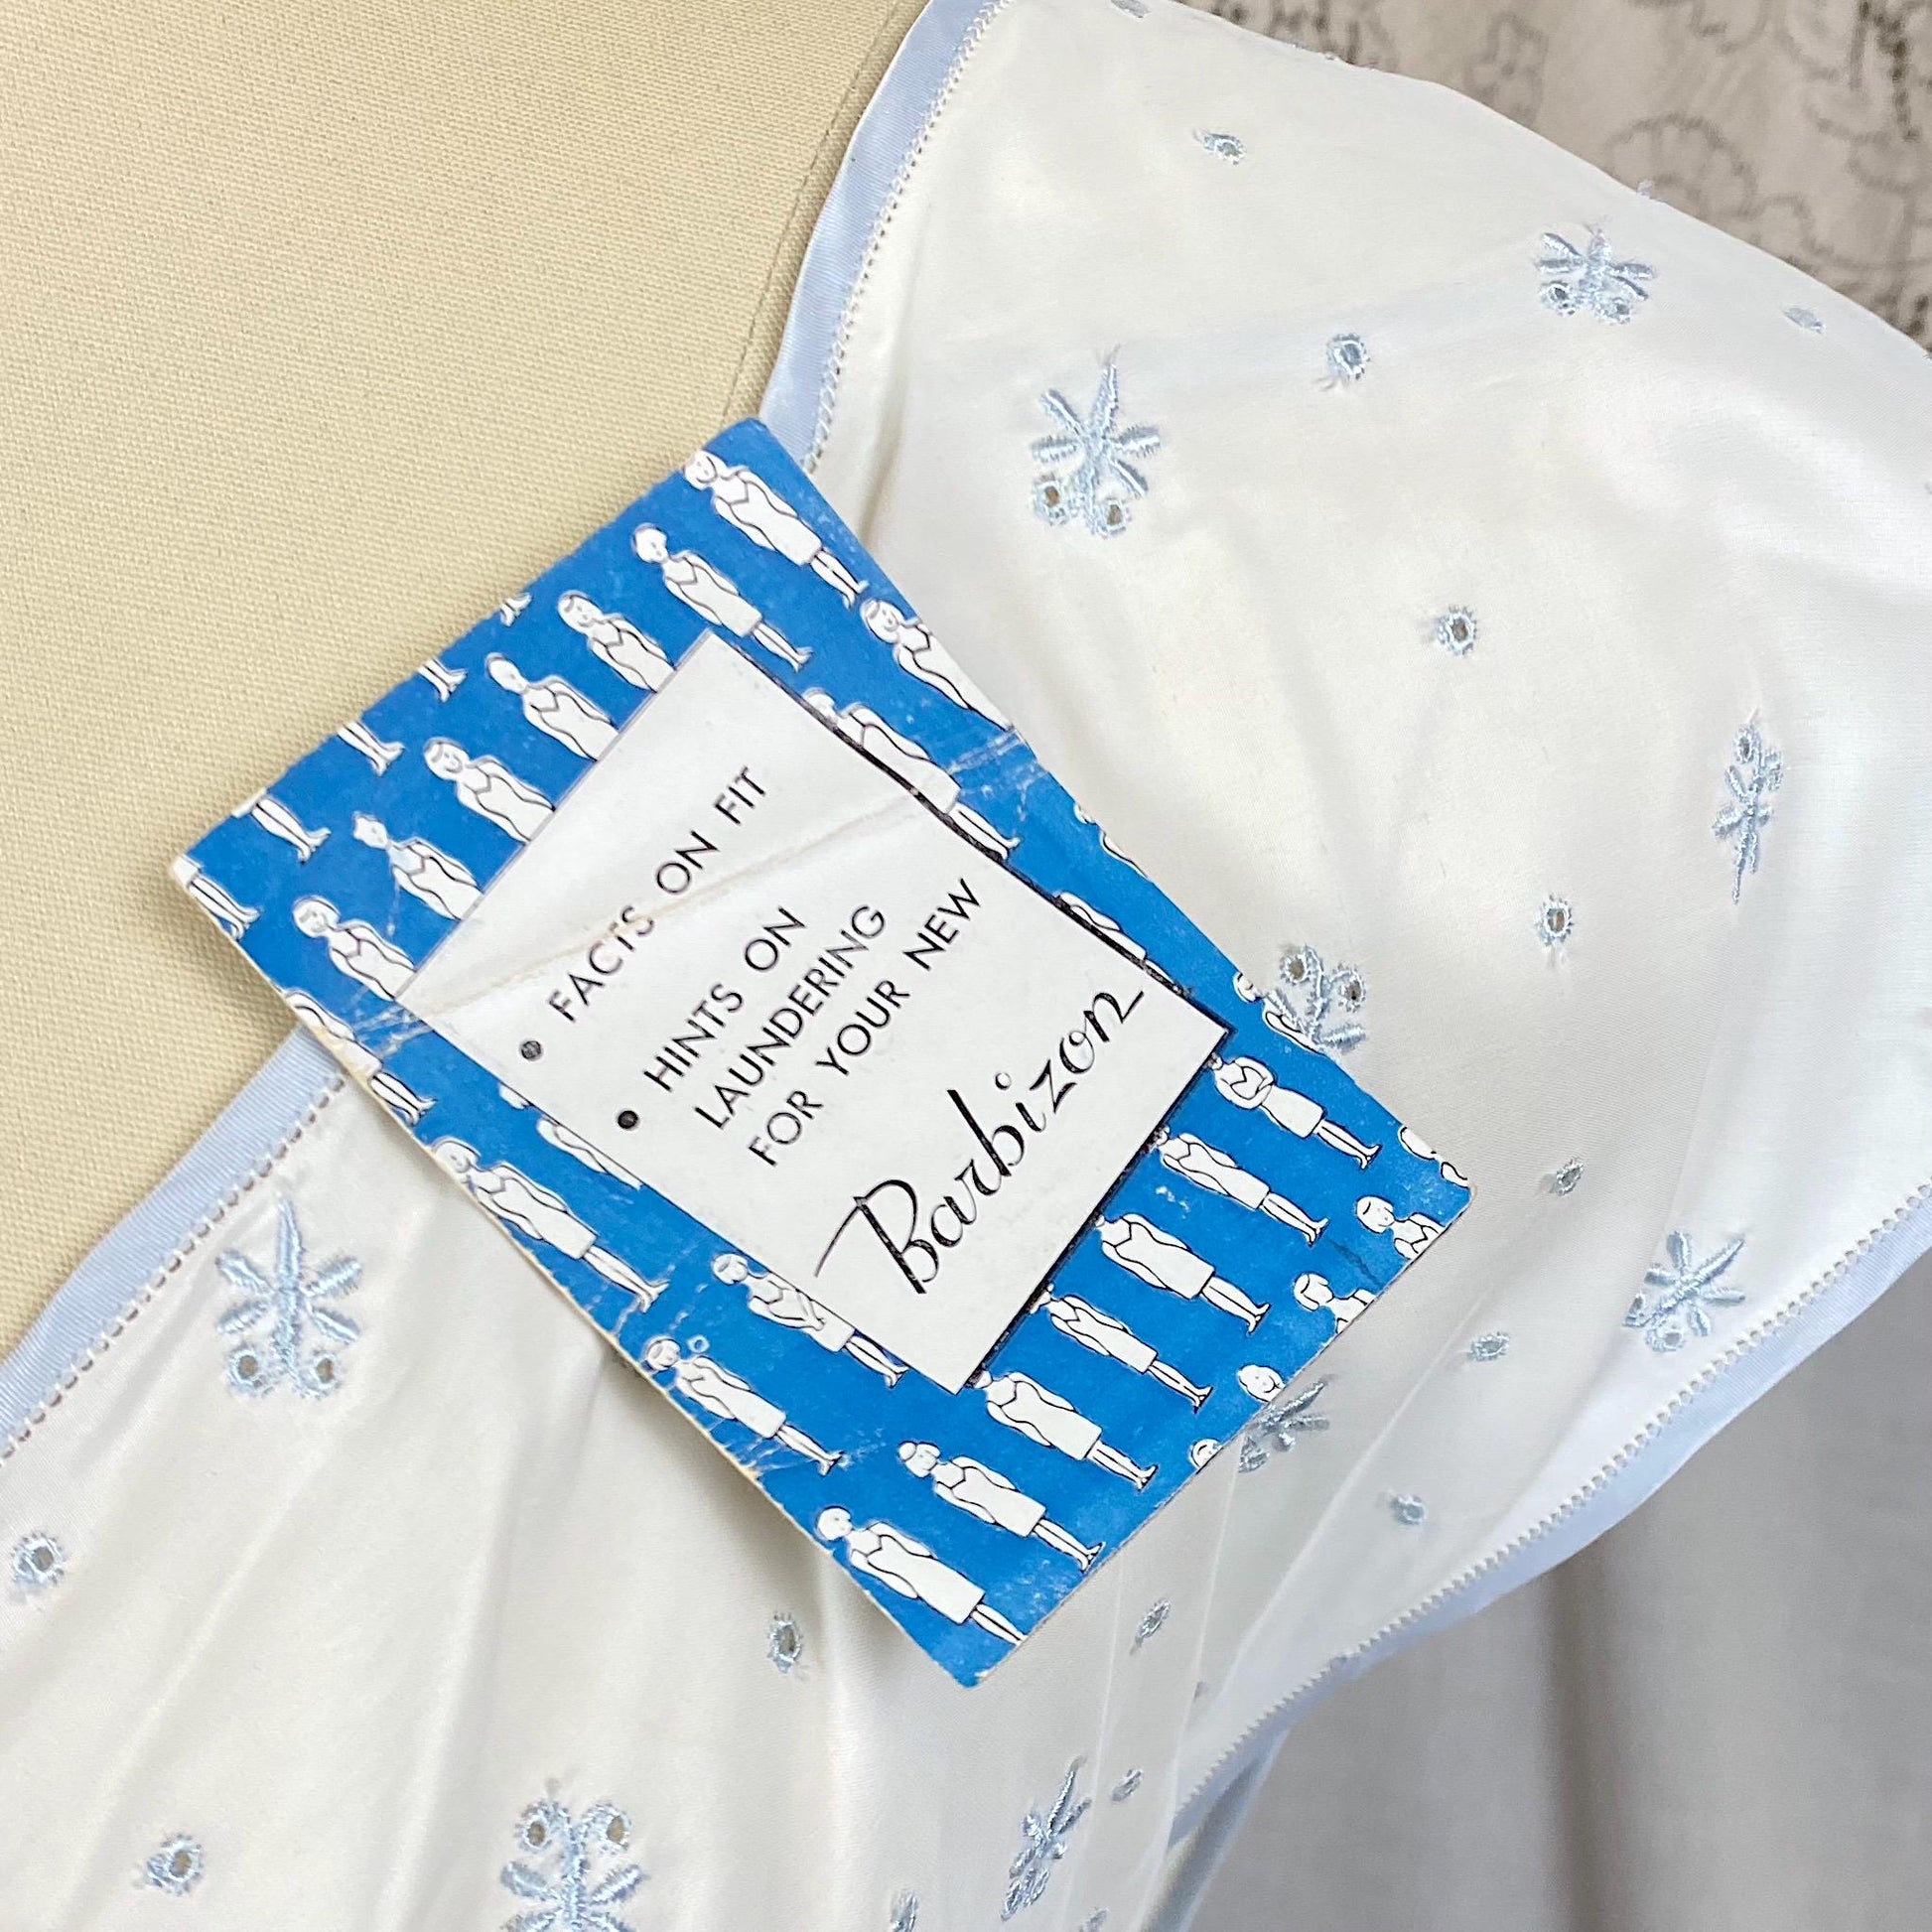 • FACTS ON FIT
• HINTS ON
LAUNDERING
FOR YOUR NEW
Barbizon